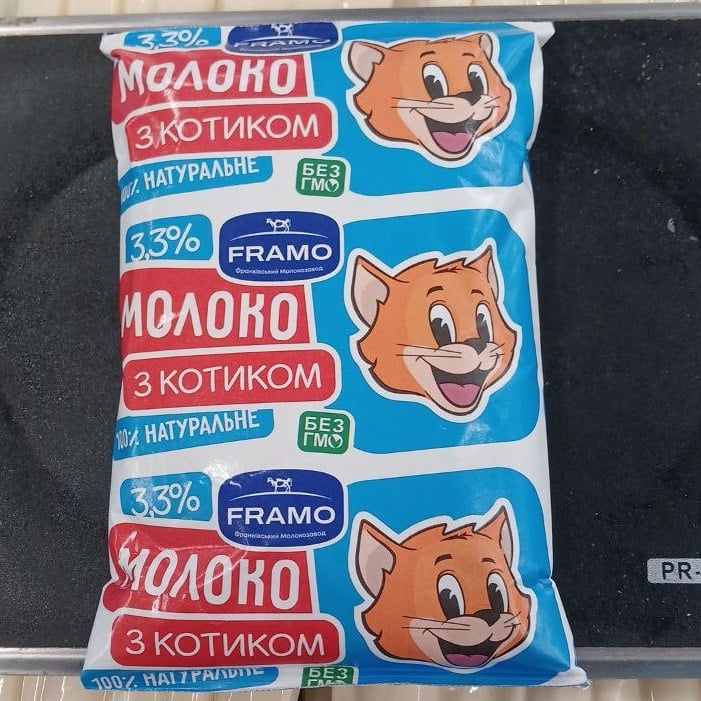 3,3%
FRAMO
МОЛОКО
З КОТИКОМ
100% НАТУРАЛЬНЕ
БЕЗ
ГМО
3,3%
FRAMO
Франківський Молокозавод
МОЛОКО
З КОТИКОМ
100% НАТУРАЛЬНЕ
БЕЗ
ГМО
3,3%
FRAMO
Франківський Молокозавод
МОЛОКО
З КОТИКОМ
100% НАТУРАЛЬНЕ
БЕЗ
ГМО
PR-